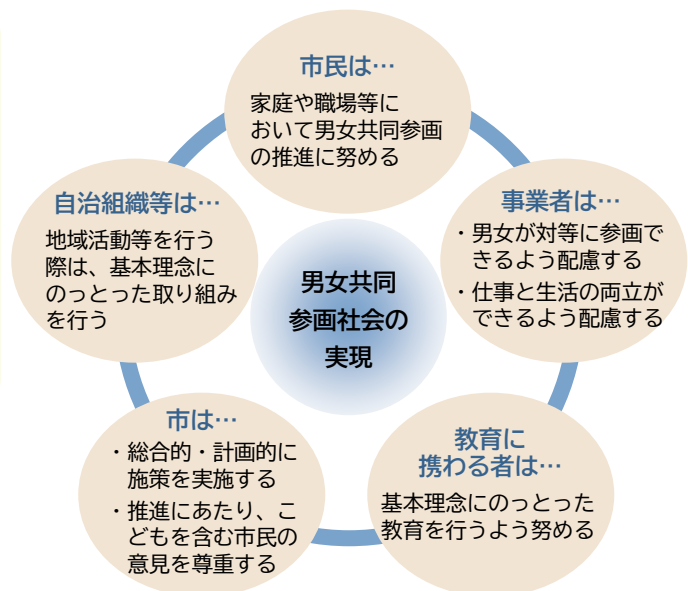 市民は…
家庭や職場等に
おいて男女共同参画
の推進に努める
自治組織等は…
地域活動等を行う
際は、基本理念に
のっとった取り組み
を行う
事業者は…
・男女が対等に参画で
きるよう配慮する
・仕事と生活の両立が
できるよう配慮する
男女共同
参画社会の
実現
市は…
・総合的・計画的に
施策を実施する
・推進にあたり、こ
どもを含む市民の
意見を尊重する
教育に
携わる者は…
基本理念にのっとった
教育を行うよう努める